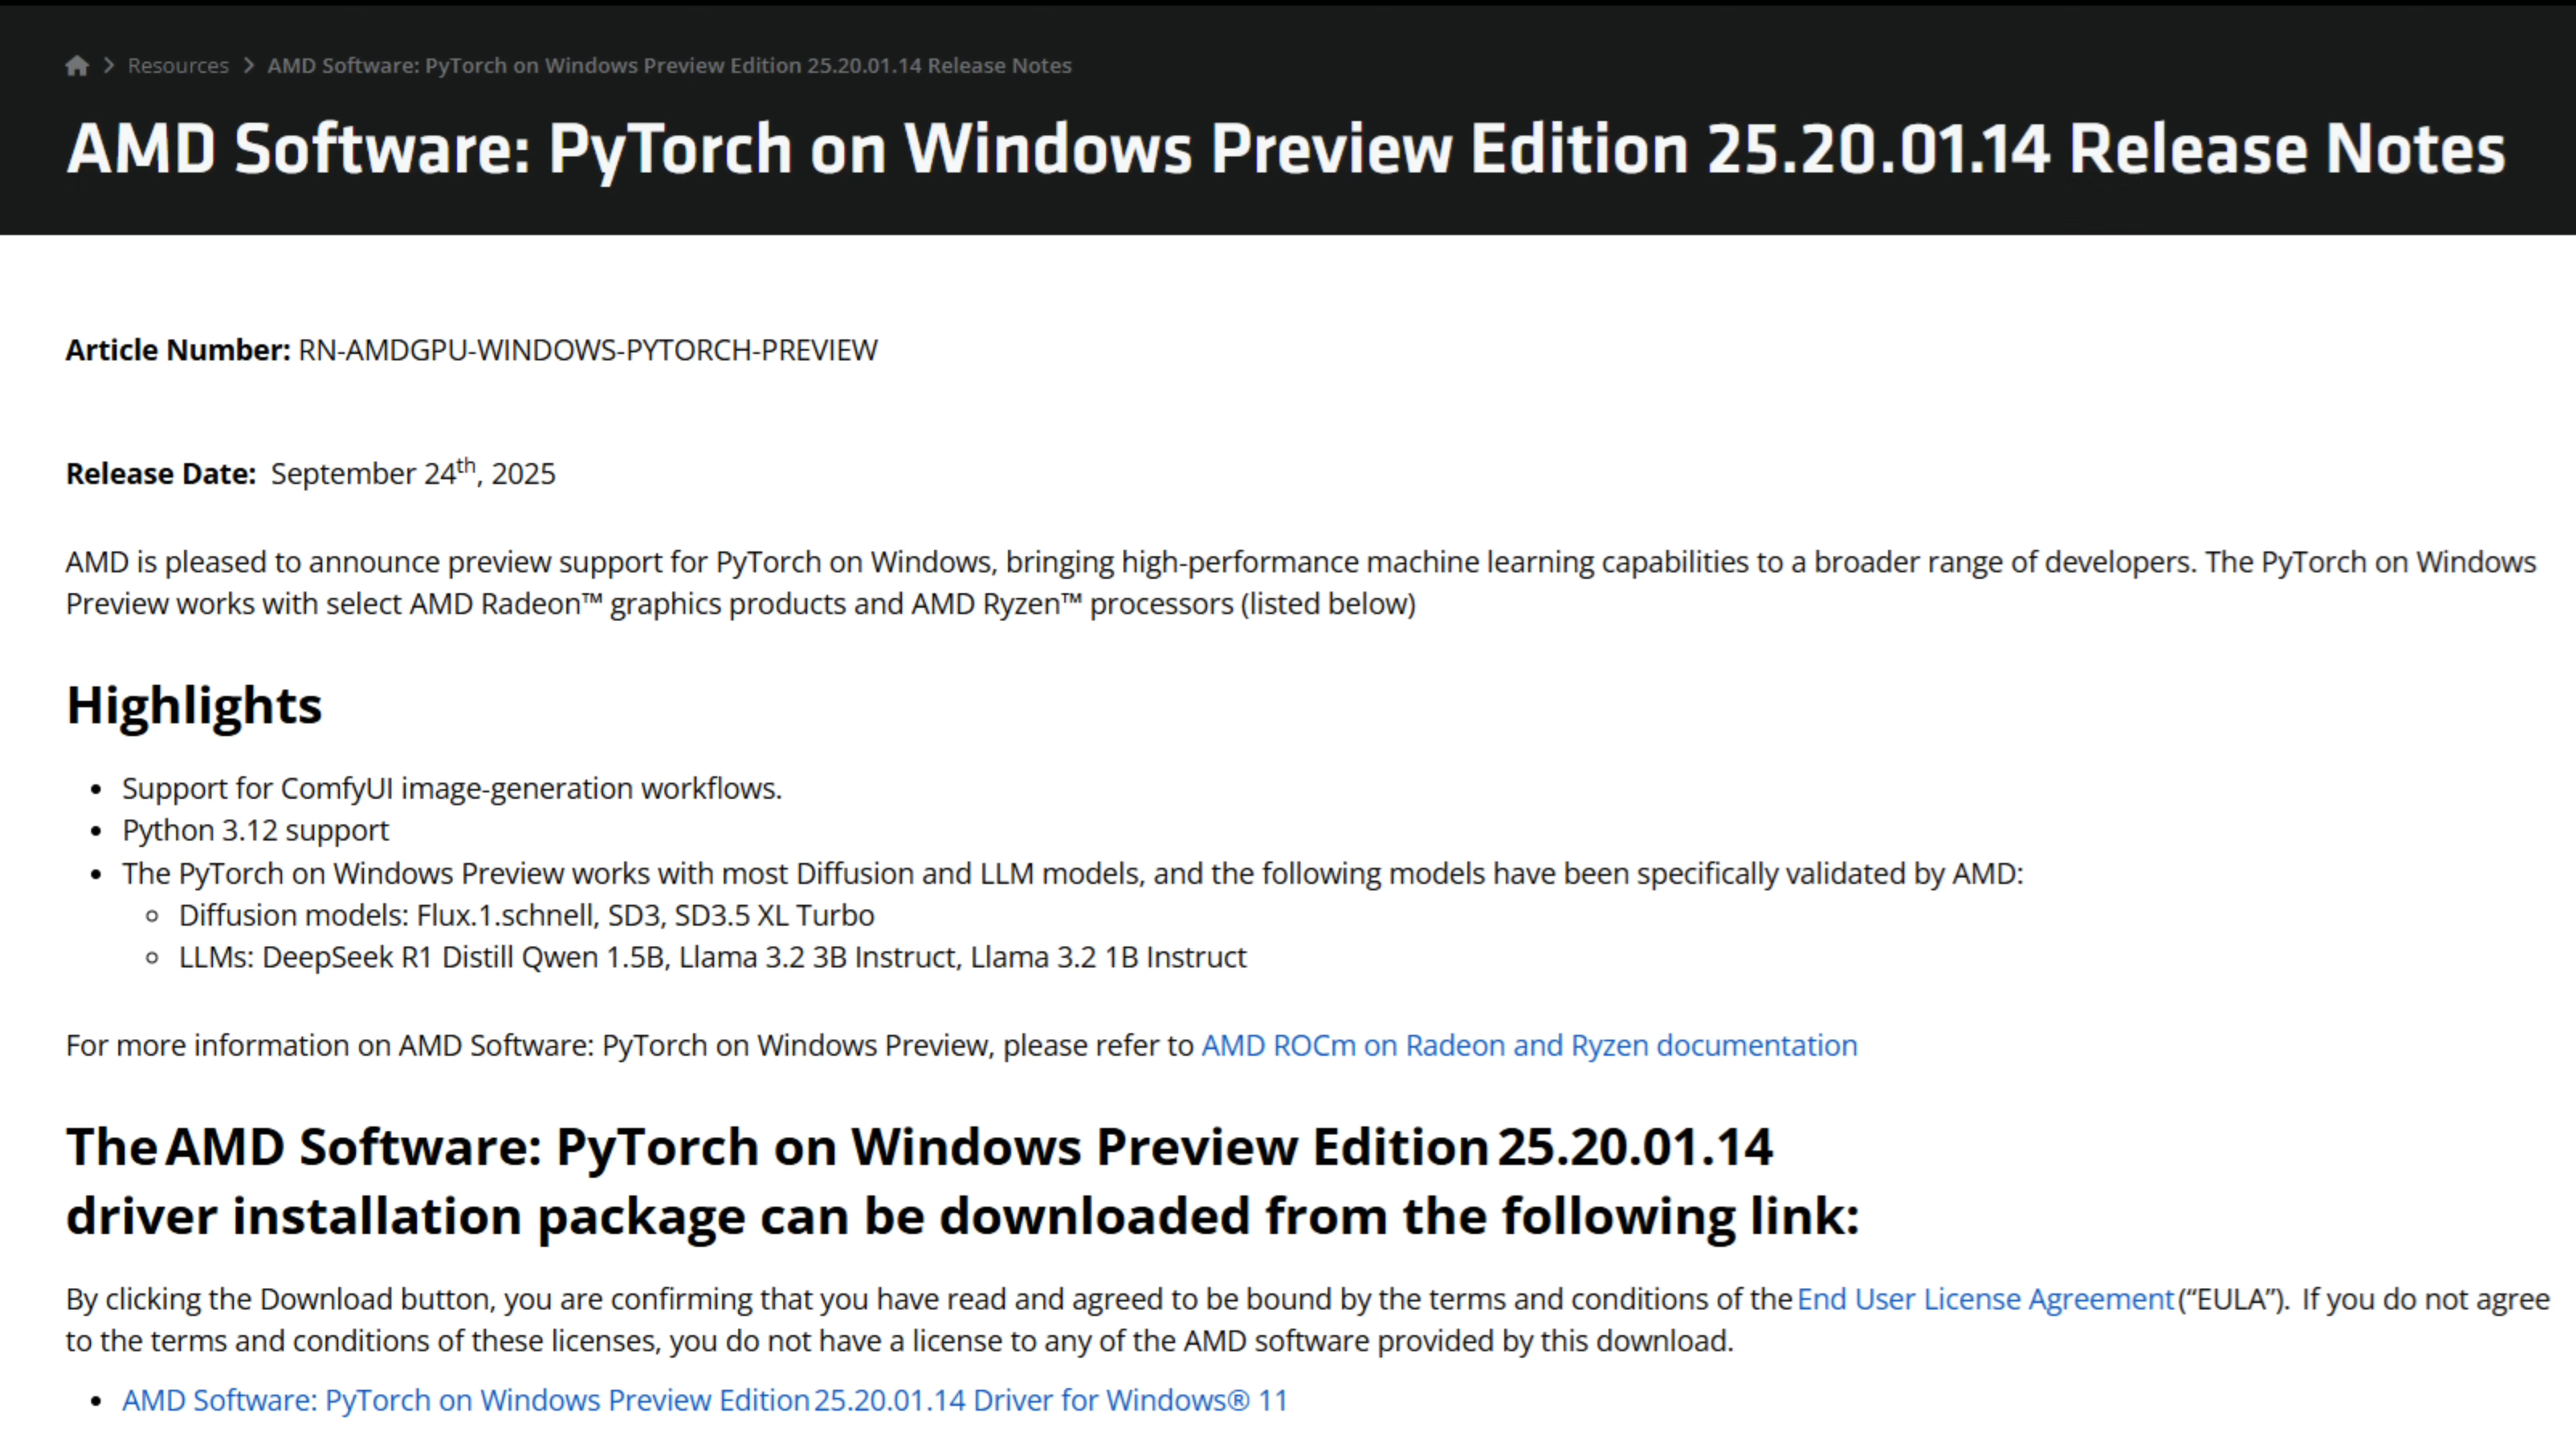 Resources > AMD Software: PyTorch on Windows Preview Edition 25.20.01.14 Release Notes
AMD Software: PyTorch on Windows Preview Edition 25.20.01.14 Release Notes
Article Number: RN-AMDGPU-WINDOWS-PYTORCH-PREVIEW
Release Date: September 24th, 2025
AMD is pleased to announce preview support for PyTorch on Windows, bringing high-performance machine learning capabilities to a broader range of developers. The PyTorch on Windows
Preview works with select AMD Radeon™ graphics products and AMD Ryzen™ processors (listed below)
Highlights
• Support for ComfyUI image-generation workflows.
• Python 3.12 support
• The PyTorch on Windows Preview works with most Diffusion and LLM models, and the following models have been specifically validated by AMD:
○ Diffusion models: Flux.1.schnell, SD3, SD3.5 XL Turbo
○ LLMs: DeepSeek R1 Distill Qwen 1.5B, Llama 3.2 3B Instruct, Llama 3.2 1B Instruct
For more information on AMD Software: PyTorch on Windows Preview, please refer to AMD ROCm on Radeon and Ryzen documentation
The AMD Software: PyTorch on Windows Preview Edition 25.20.01.14
driver installation package can be downloaded from the following link:
By clicking the Download button, you are confirming that you have read and agreed to be bound by the terms and conditions of the End User License Agreement (“EULA”). If you do not agree
to the terms and conditions of these licenses, you do not have a license to any of the AMD software provided by this download.
• AMD Software: PyTorch on Windows Preview Edition 25.20.01.14 Driver for Windows® 11